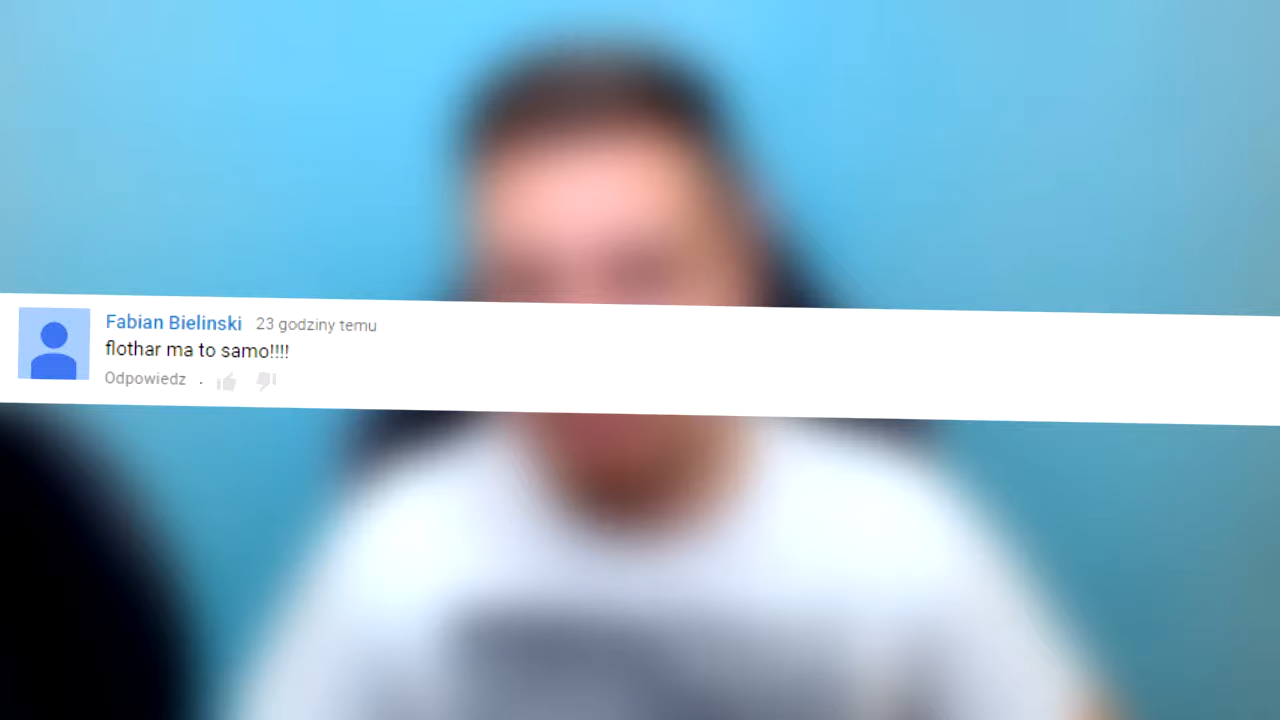 Fabian Bielinski 23 godziny temu
flothar ma to samo!!!!
Odpowiedz .